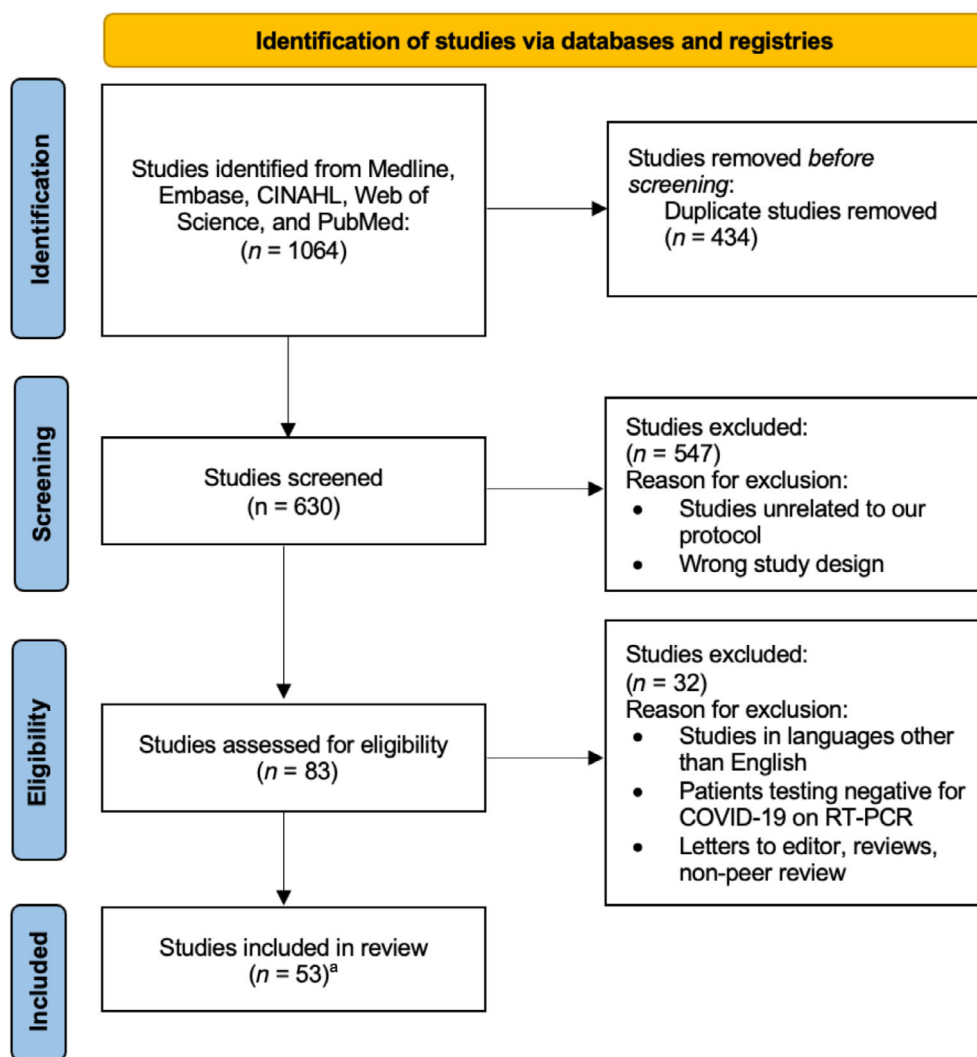 Identification of studies via databases and registries
Identification
Studies identified from Medline,
Embase, CINAHL, Web of
Science, and PubMed:
(n = 1064)
Studies removed before
screening:
Duplicate studies removed
(n = 434)
Screening
Studies screened
(n = 630)
Studies excluded:
(n = 547)
Reason for exclusion:
• Studies unrelated to our
protocol
• Wrong study design
Eligibility
Studies assessed for eligibility
(n = 83)
Studies excluded:
(n = 32)
Reason for exclusion:
• Studies in languages other
than English
• Patients testing negative for
COVID-19 on RT-PCR
• Letters to editor, reviews,
non-peer review
Included
Studies included in review
(n = 53)ᵃ